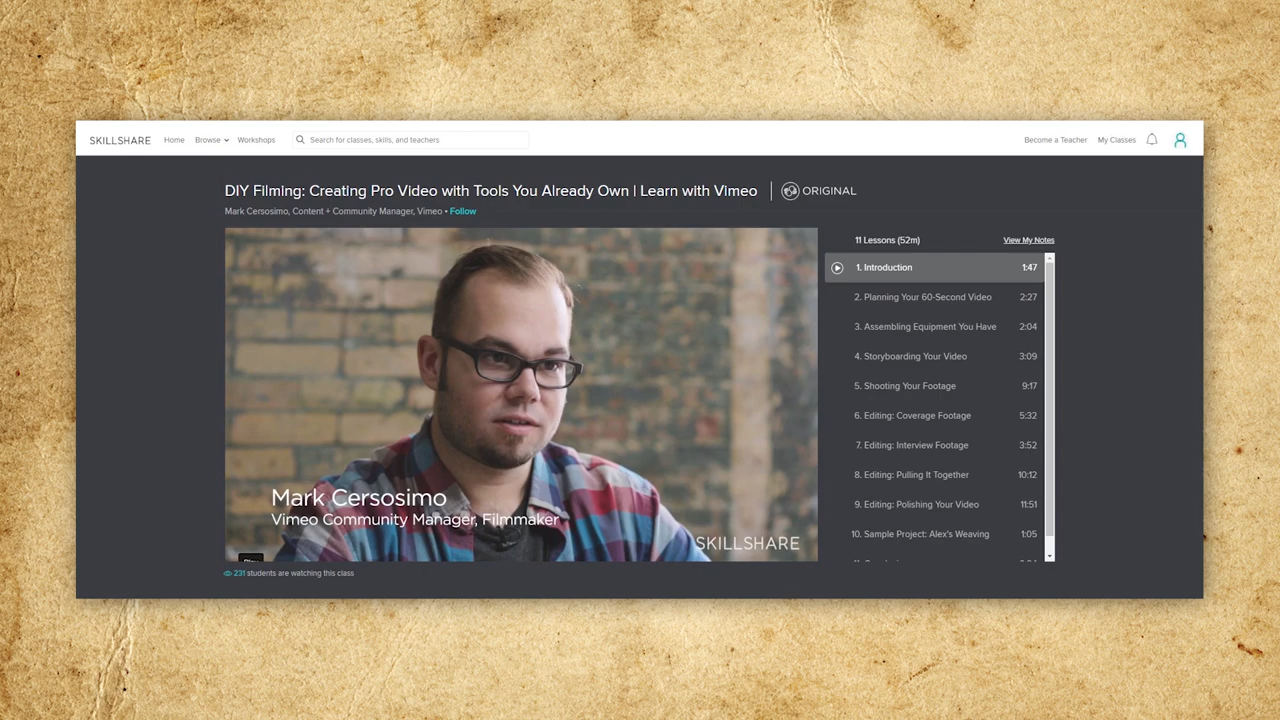 SKILLSHARE Home Browse Workshops Search for classes, skills, and teachers Become a Teacher My Classes
DIY Filming: Creating Pro Video with Tools You Already Own | Learn with Vimeo | ORIGINAL
Mark Cersosimo, Content + Community Manager, Vimeo • Follow
11 Lessons (52m) View My Notes
1. Introduction 1:47
2. Planning Your 60-Second Video 2:27
3. Assembling Equipment You Have 2:04
4. Storyboarding Your Video 3:09
5. Shooting Your Footage 9:17
6. Editing: Coverage Footage 5:32
7. Editing: Interview Footage 3:52
8. Editing: Pulling It Together 10:12
9. Editing: Polishing Your Video 11:51
10. Sample Project: Alex's Weaving 1:05
Mark Cersosimo
Vimeo Community Manager, Filmmaker
SKILLSHARE
231 students are watching this class